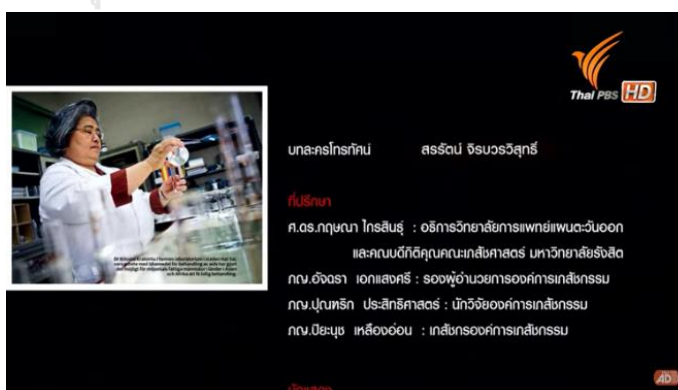 Thai PBS HD
บทละครโทรทัศน์ สรรัตน์ จิรบวรวิสุทธิ์
ที่ปรึกษา
ศ.ดร.กฤษณา ไกรสินธุ์ : อธิการวิทยาลัยการแพทย์แผนตะวันออก
และคณบดีกิติคุณคณะเภสัชศาสตร์ มหาวิทยาลัยรังสิต
ภญ.อัจฉรา เอกแสงศรี : รองผู้อำนวยการองค์การเภสัชกรรม
ภญ.ปุณฑริก ประสิทธิศาสตร์ : นักวิจัยองค์การเภสัชกรรม
ภญ.ปิยะนุช เหลืองอ่อน : เภสัชกรองค์การเภสัชกรรม
AD